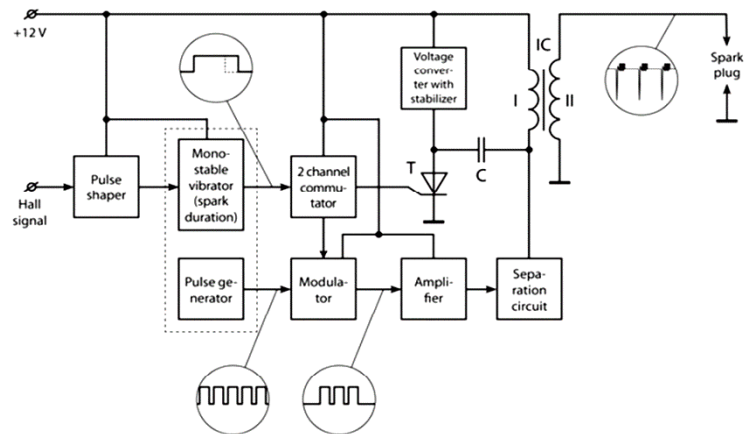 +12 V
IC
Voltage
conver-
ter with
stabilizer
I
II
Spark
plug
Hall
signal
Pulse
shaper
Mono-
stable
vibrator
(spark
duration)
2 channel
commu-
tator
T
C
Pulse ge-
nerator
Modula-
tor
Ampli-
fier
Sepa-
ration
circuit